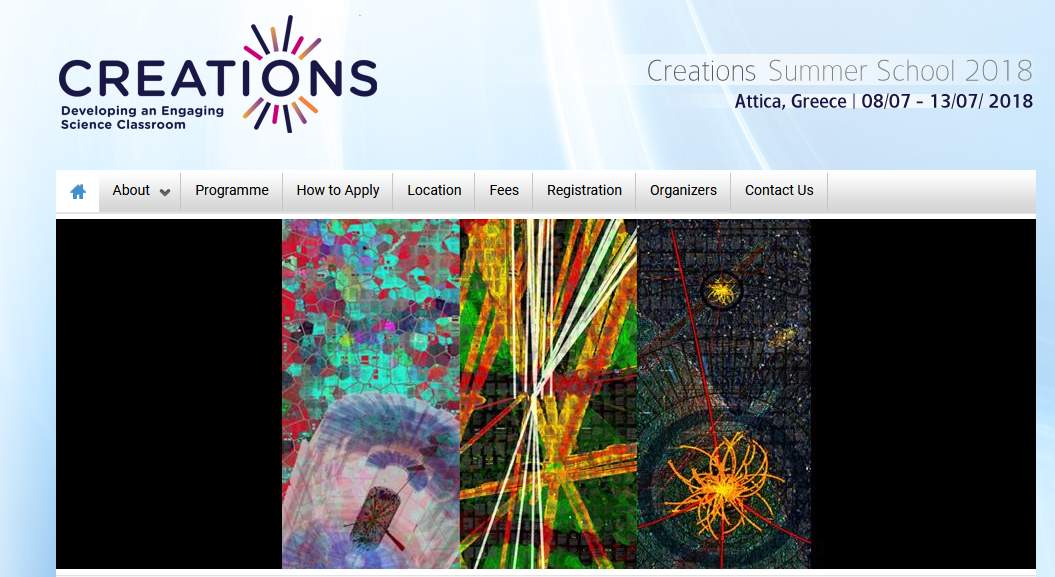 CREATIONS
Developing an Engaging
Science Classroom
Creations Summer School 2018
Attica, Greece | 08/07 - 13/07/ 2018
About Programme How to Apply Location Fees Registration Organizers Contact Us